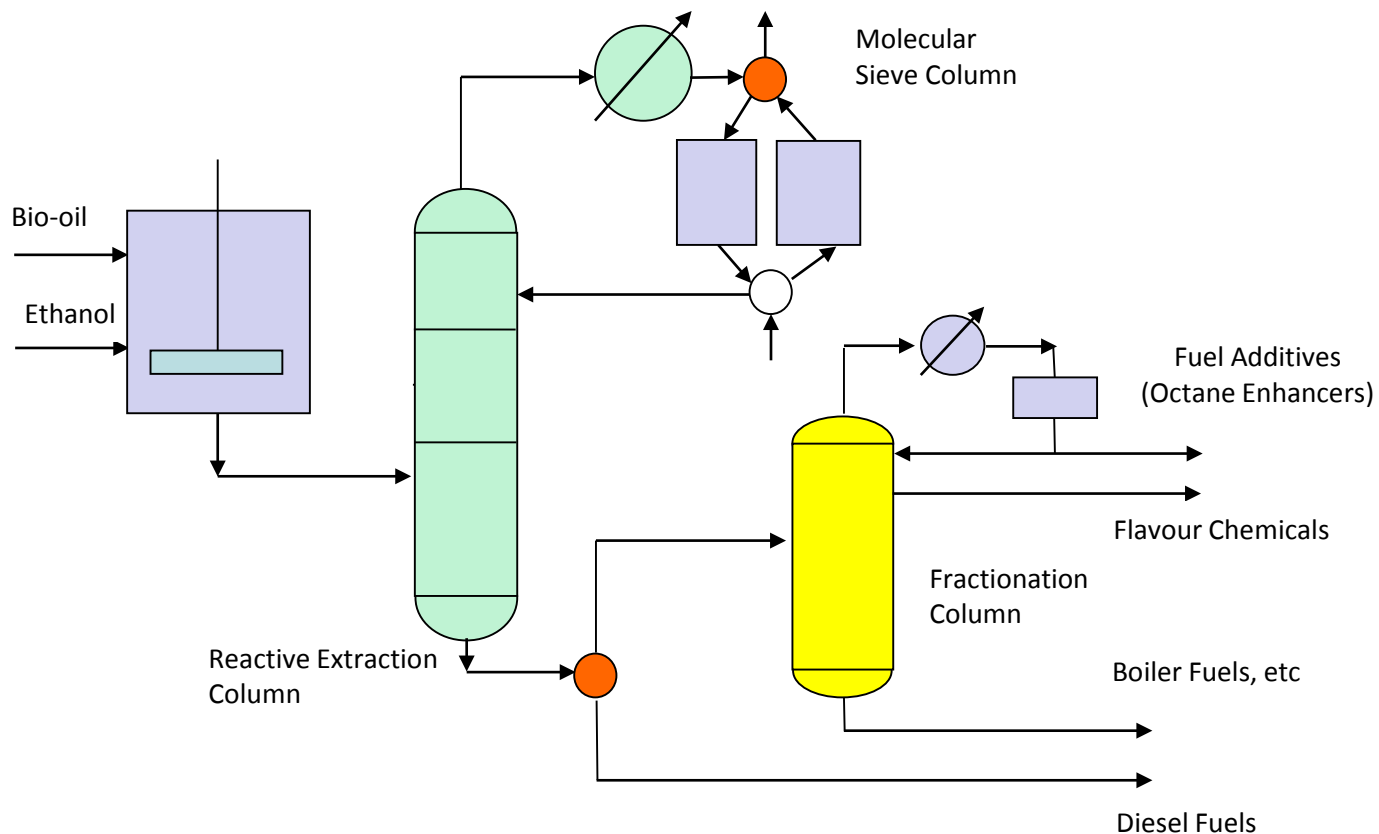 Molecular
Sieve Column
Bio-oil
Ethanol
Fuel Additives
(Octane Enhancers)
Flavour Chemicals
Fractionation
Column
Reactive Extraction
Column
Boiler Fuels, etc
Diesel Fuels